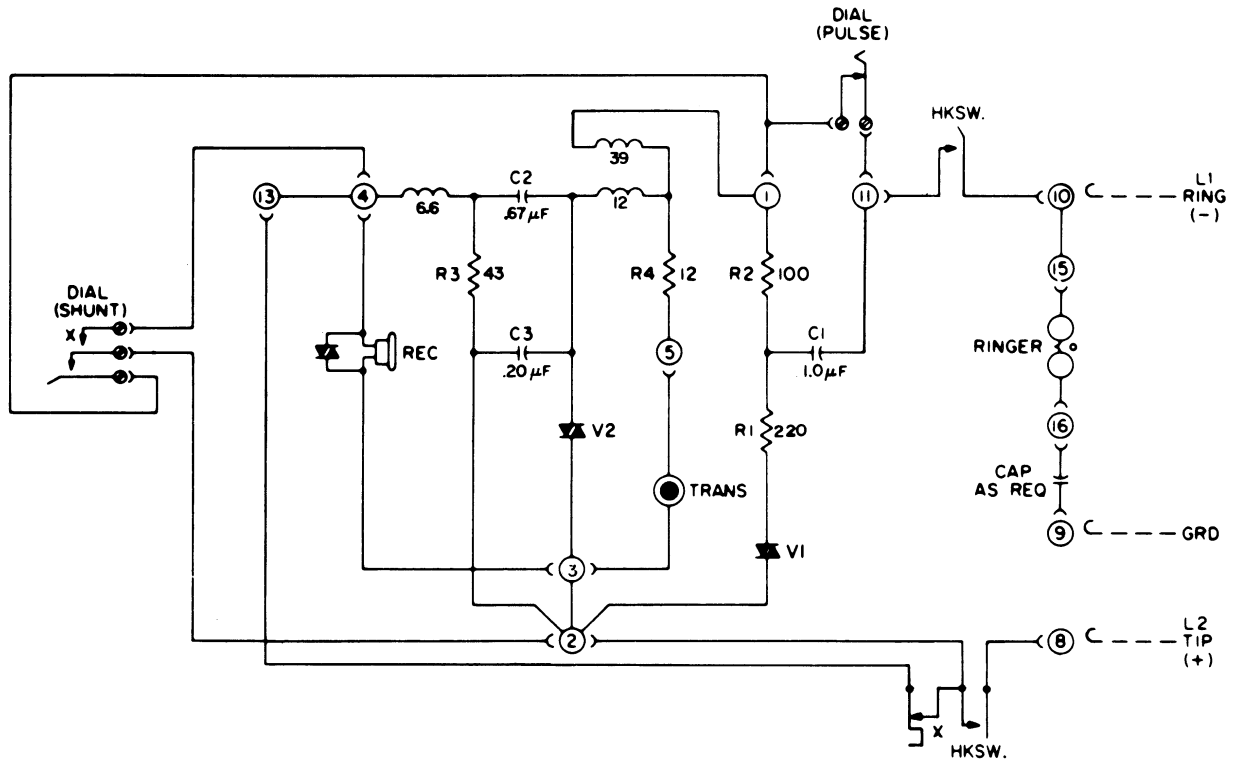 DIAL
(PULSE)
HKSW.
39
C2
.67μF
13
4
6.6
12
1
11
10
L1
RING
(-)
R3 43
R4 12
R2 100
15
DIAL
(SHUNT)
X
REC
C3
.20μF
5
C1
1.0μF
RINGER
V2
R1 220
16
TRANS
CAP
AS REQ
V1
9
GRD
3
2
8
L2
TIP
(+)
X
HKSW.